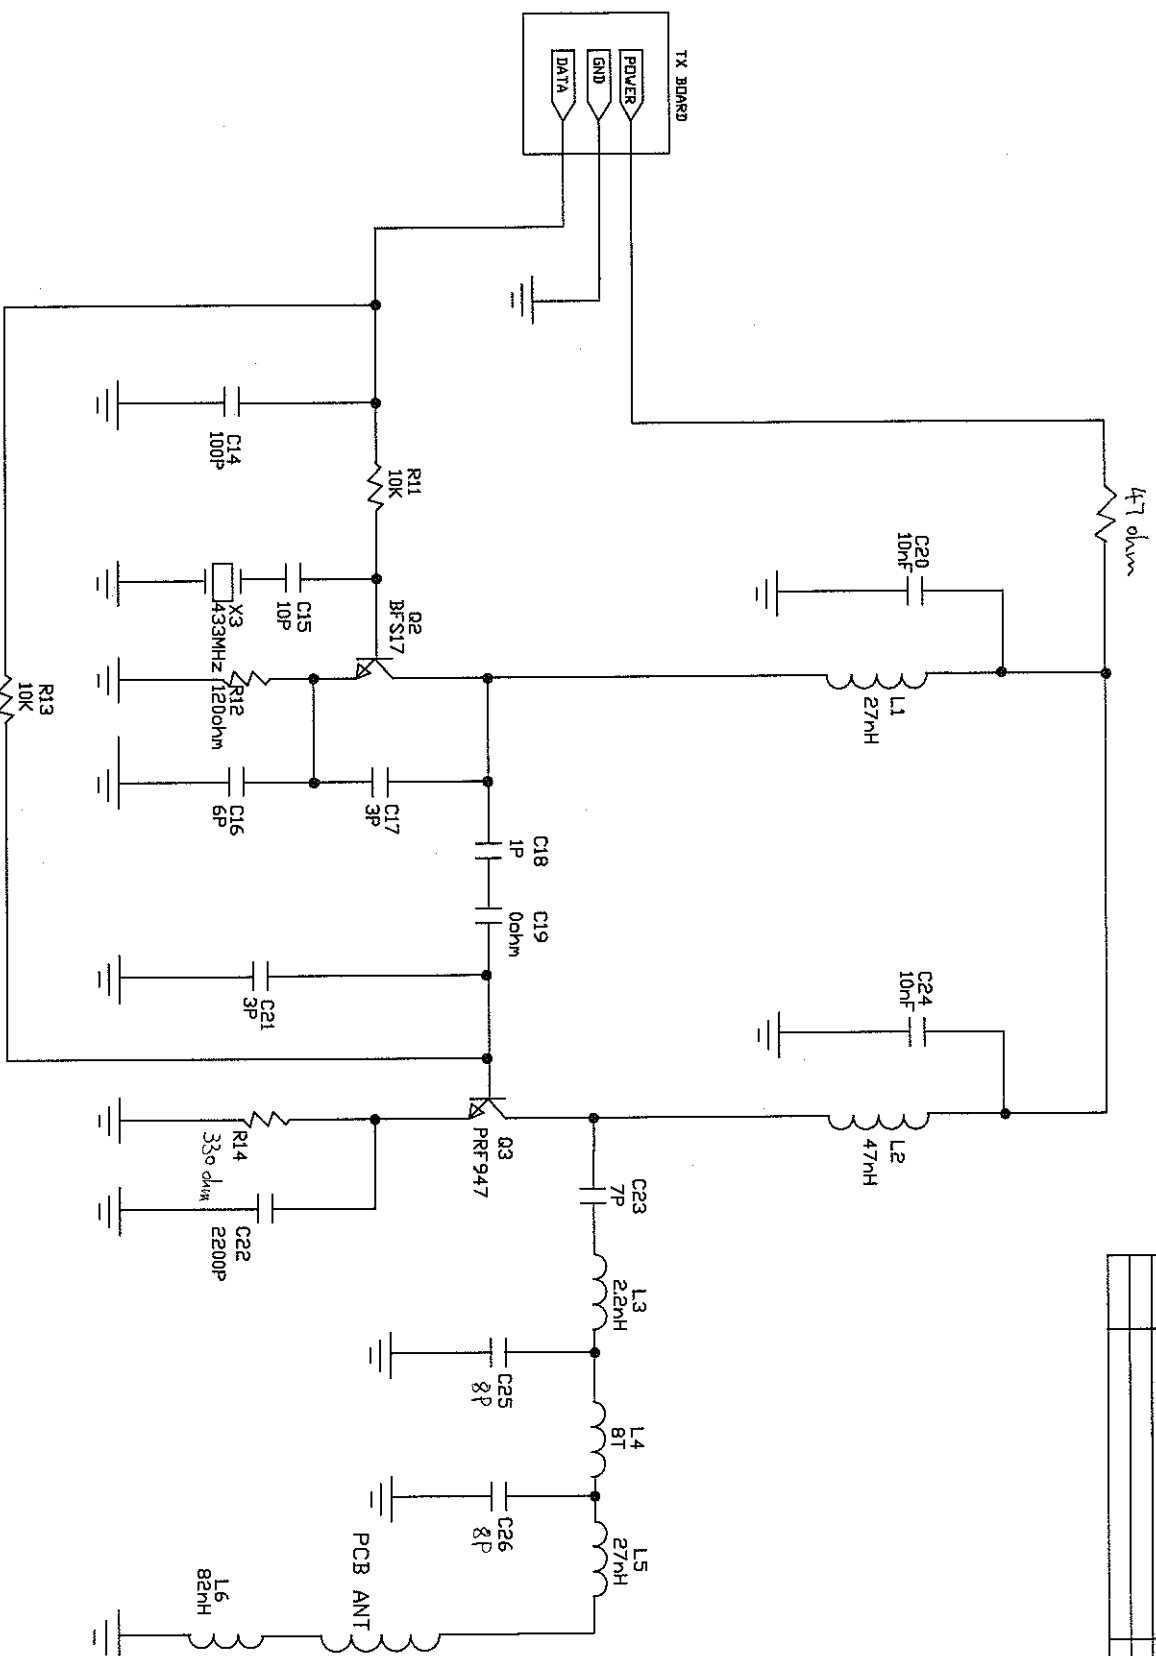 TX BOARD
POWER
GND
DATA
47 ohm
C20
10nF
L1
27nH
C24
10nF
L2
47nH
C14
100P
R11
10K
C15
10P
X3
433MHz
Q2
BFS17
R12
120ohm
C16
6P
C17
3P
C18
1P
C19
0ohm
C21
3P
R13
10K
Q3
PRF947
R14
330 ohm
C22
2200P
C23
7P
L3
2.2nH
C25
8P
L4
8T
C26
8P
L5
27nH
PCB ANT
L6
82nH